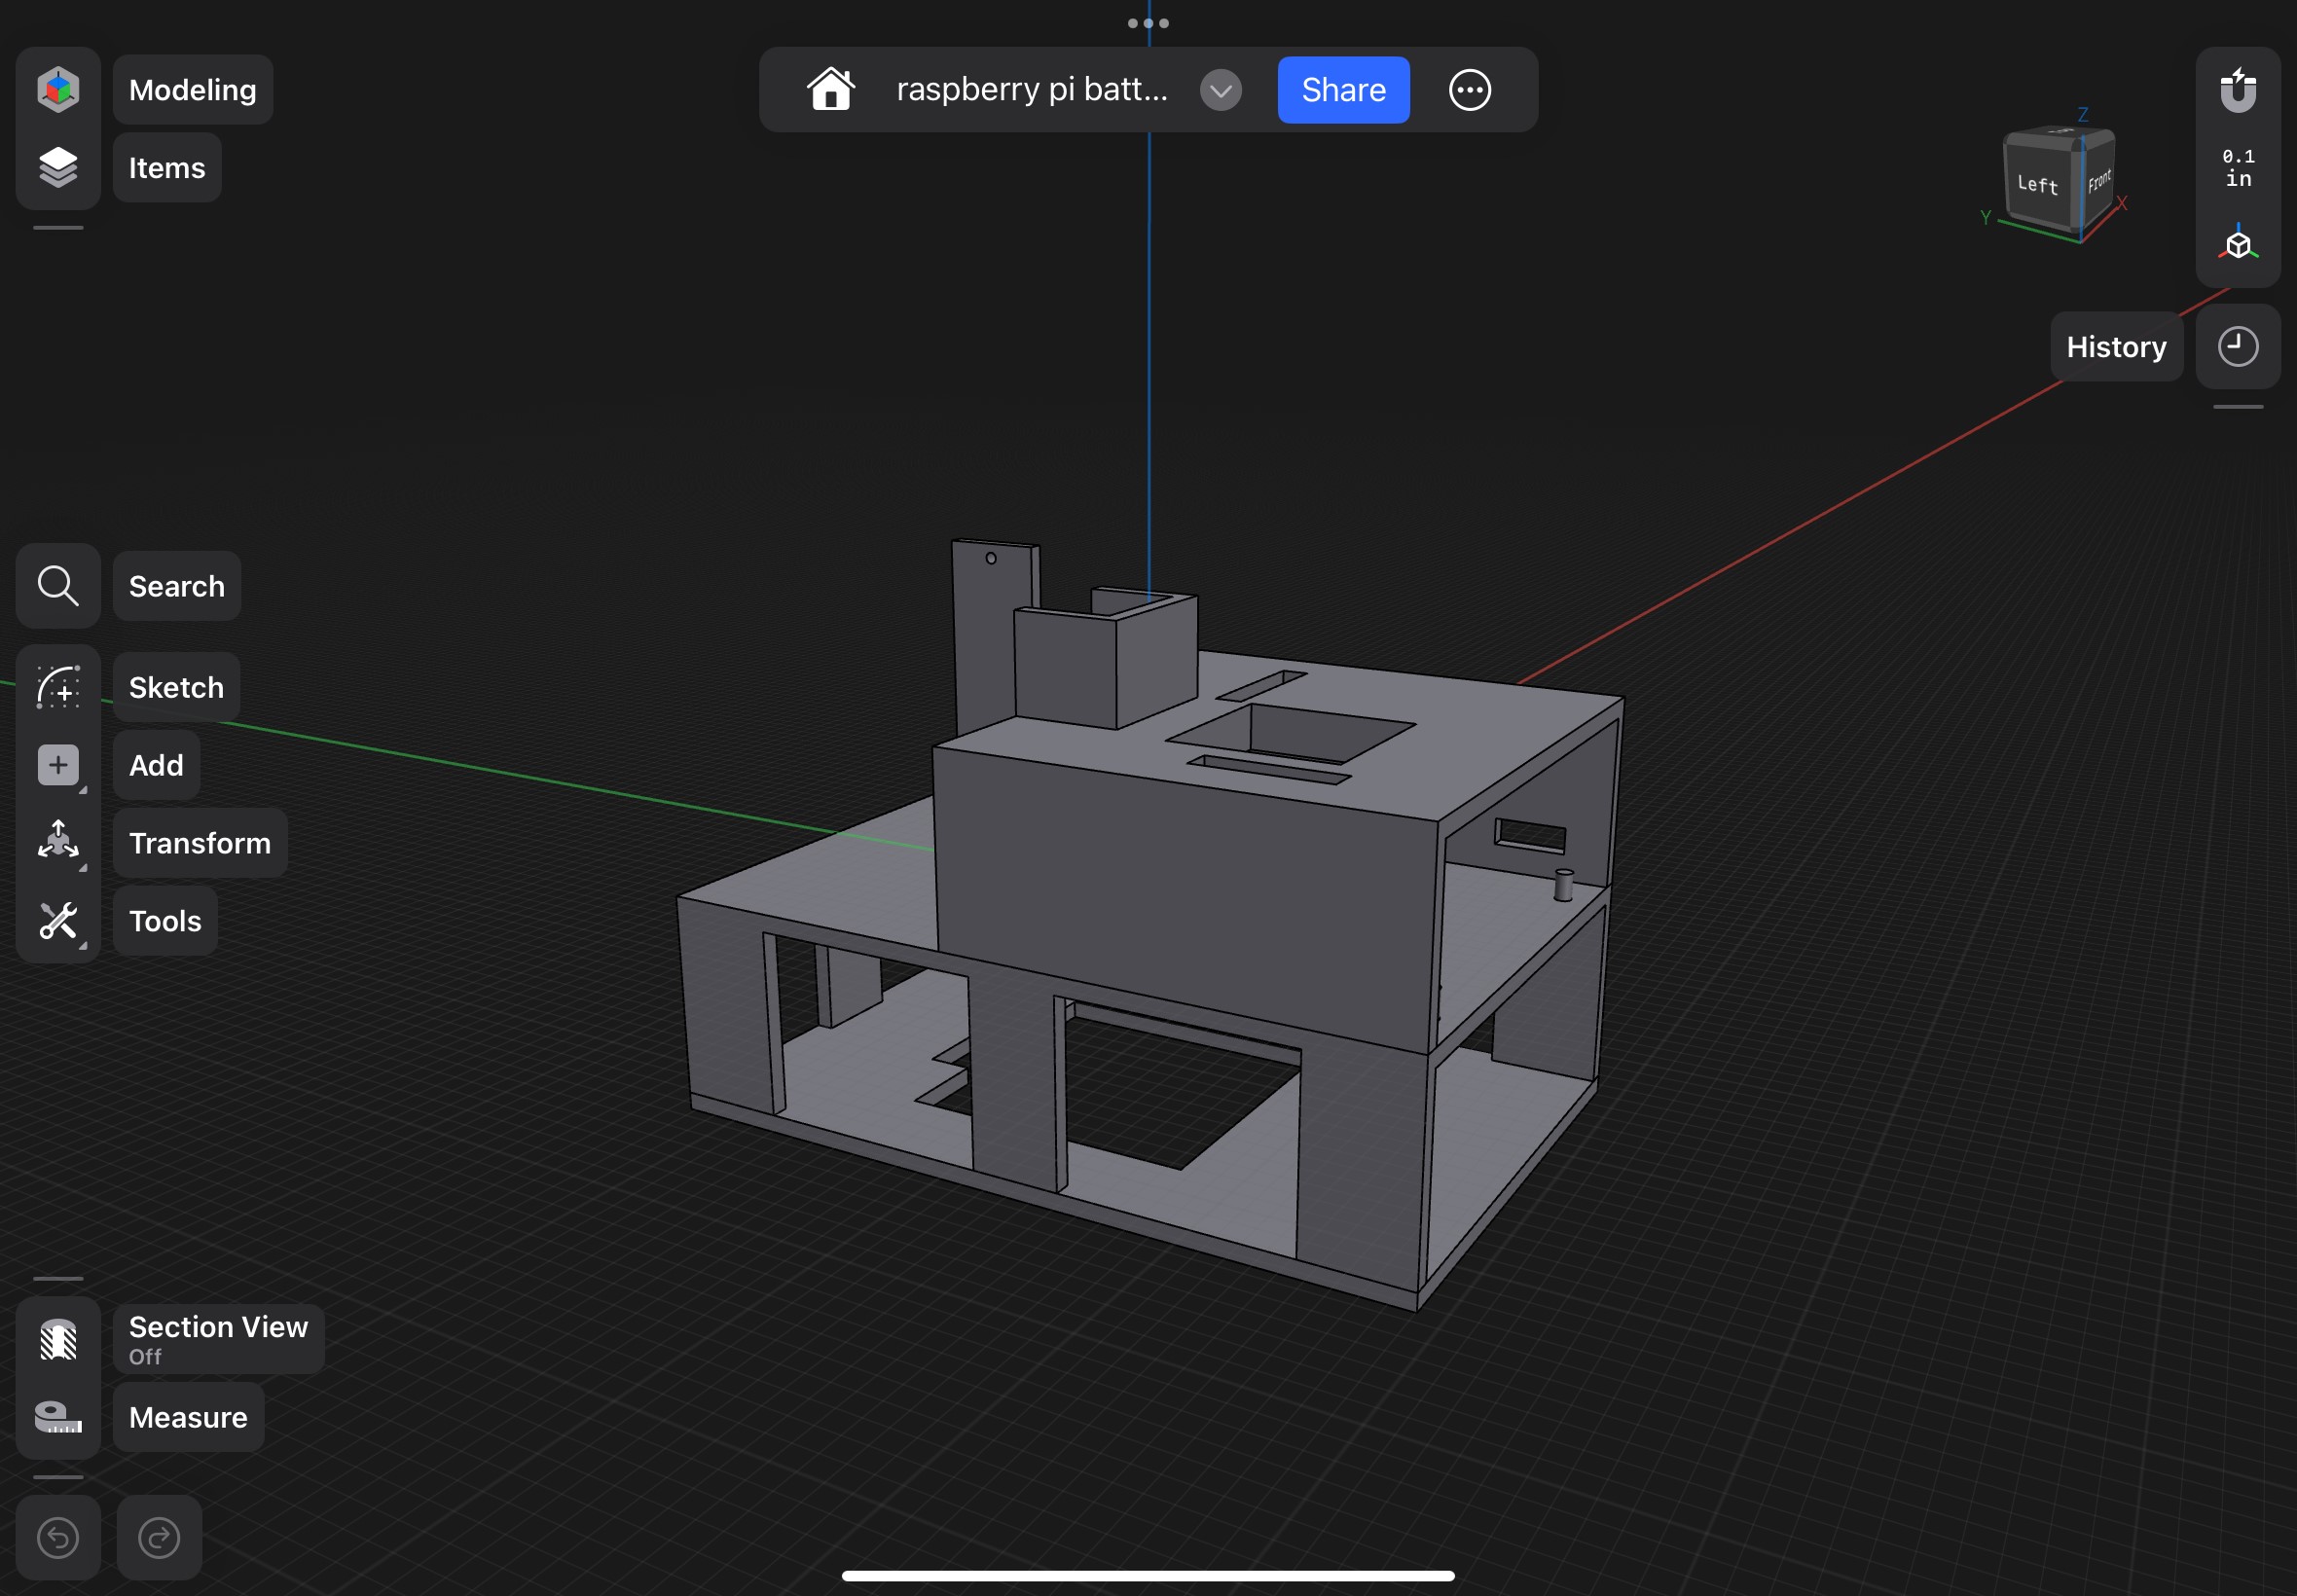 Modeling
Items
raspberry pi batt...
Share
Z
Left
Front
Y
X
0.1
in
History
Search
Sketch
Add
Transform
Tools
Section View
Off
Measure